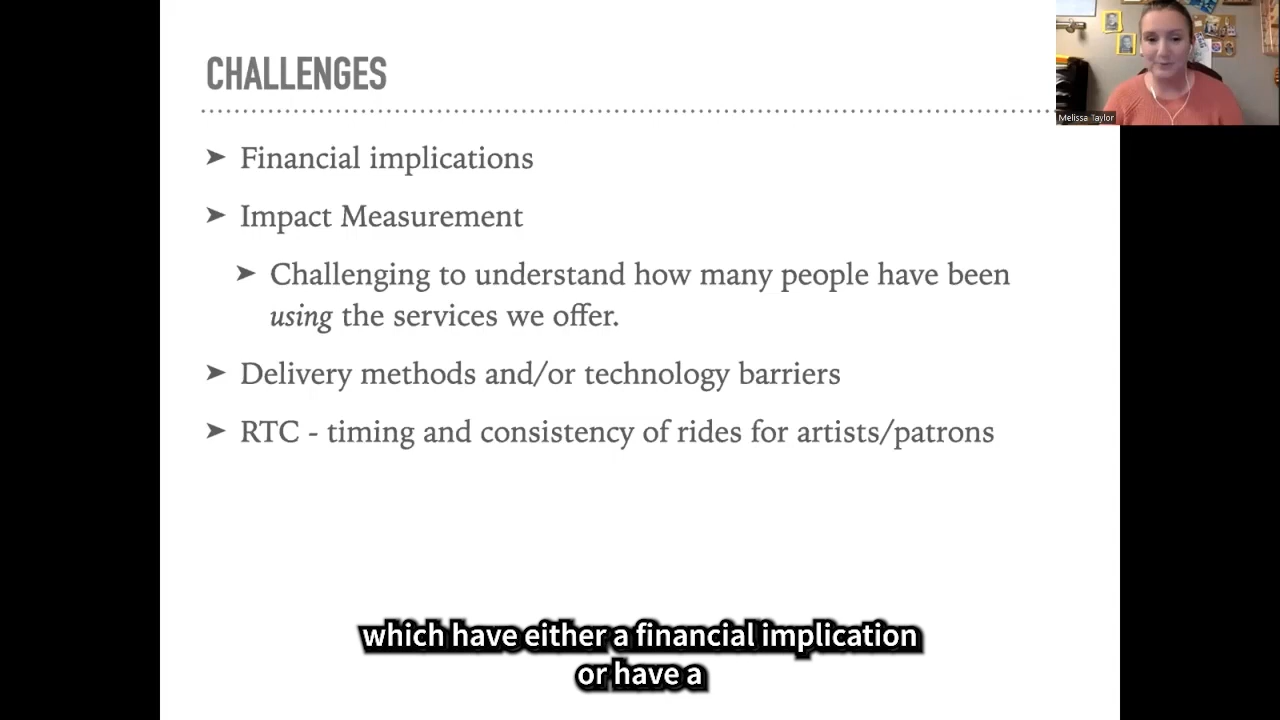 CHALLENGES
Melissa Taylor
➤ Financial implications
➤ Impact Measurement
➤ Challenging to understand how many people have been
using the services we offer.
➤ Delivery methods and/or technology barriers
➤ RTC - timing and consistency of rides for artists/patrons
which have either a financial implication
or have a